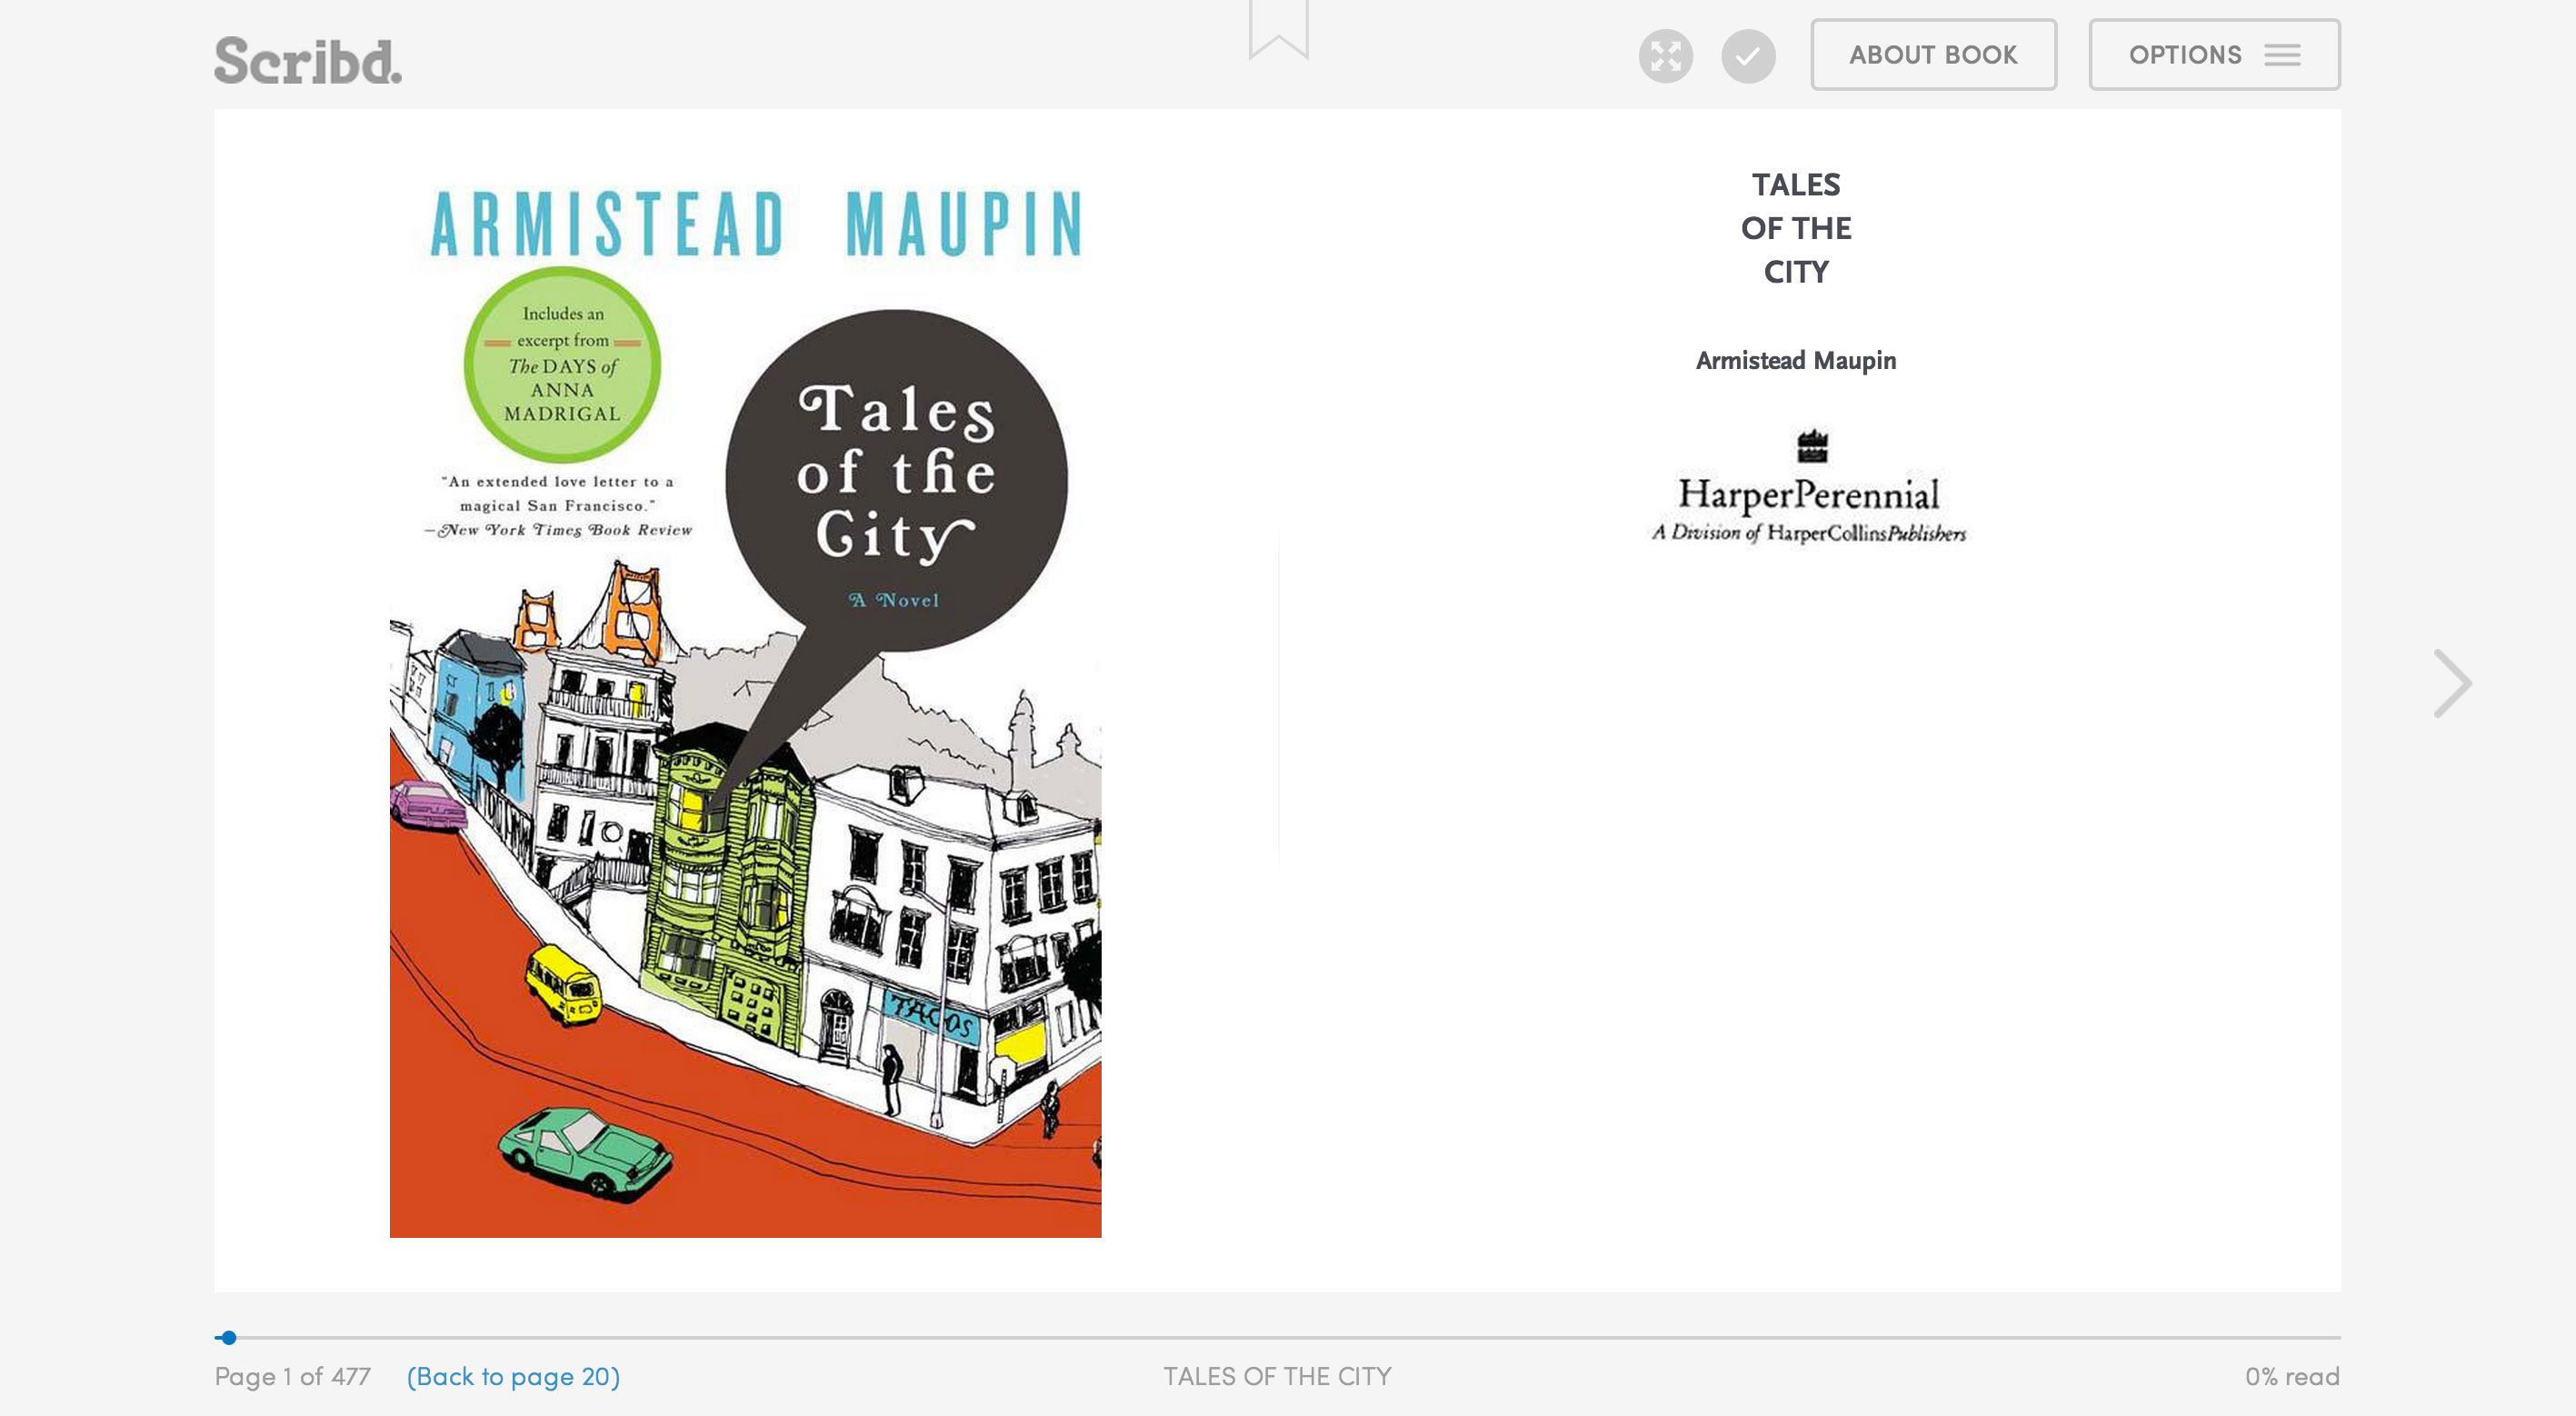 Scribd.
ABOUT BOOK
OPTIONS
ARMISTEAD MAUPIN
Includes an
excerpt from
The DAYS of
ANNA
MADRIGAL
"An extended love letter to a
magical San Francisco."
—New York Times Book Review
Tales
of the
City
A Novel
TACOS
TALES
OF THE
CITY
Armistead Maupin
HarperPerennial
A Division of HarperCollinsPublishers
Page 1 of 477
(Back to page 20)
TALES OF THE CITY
0% read